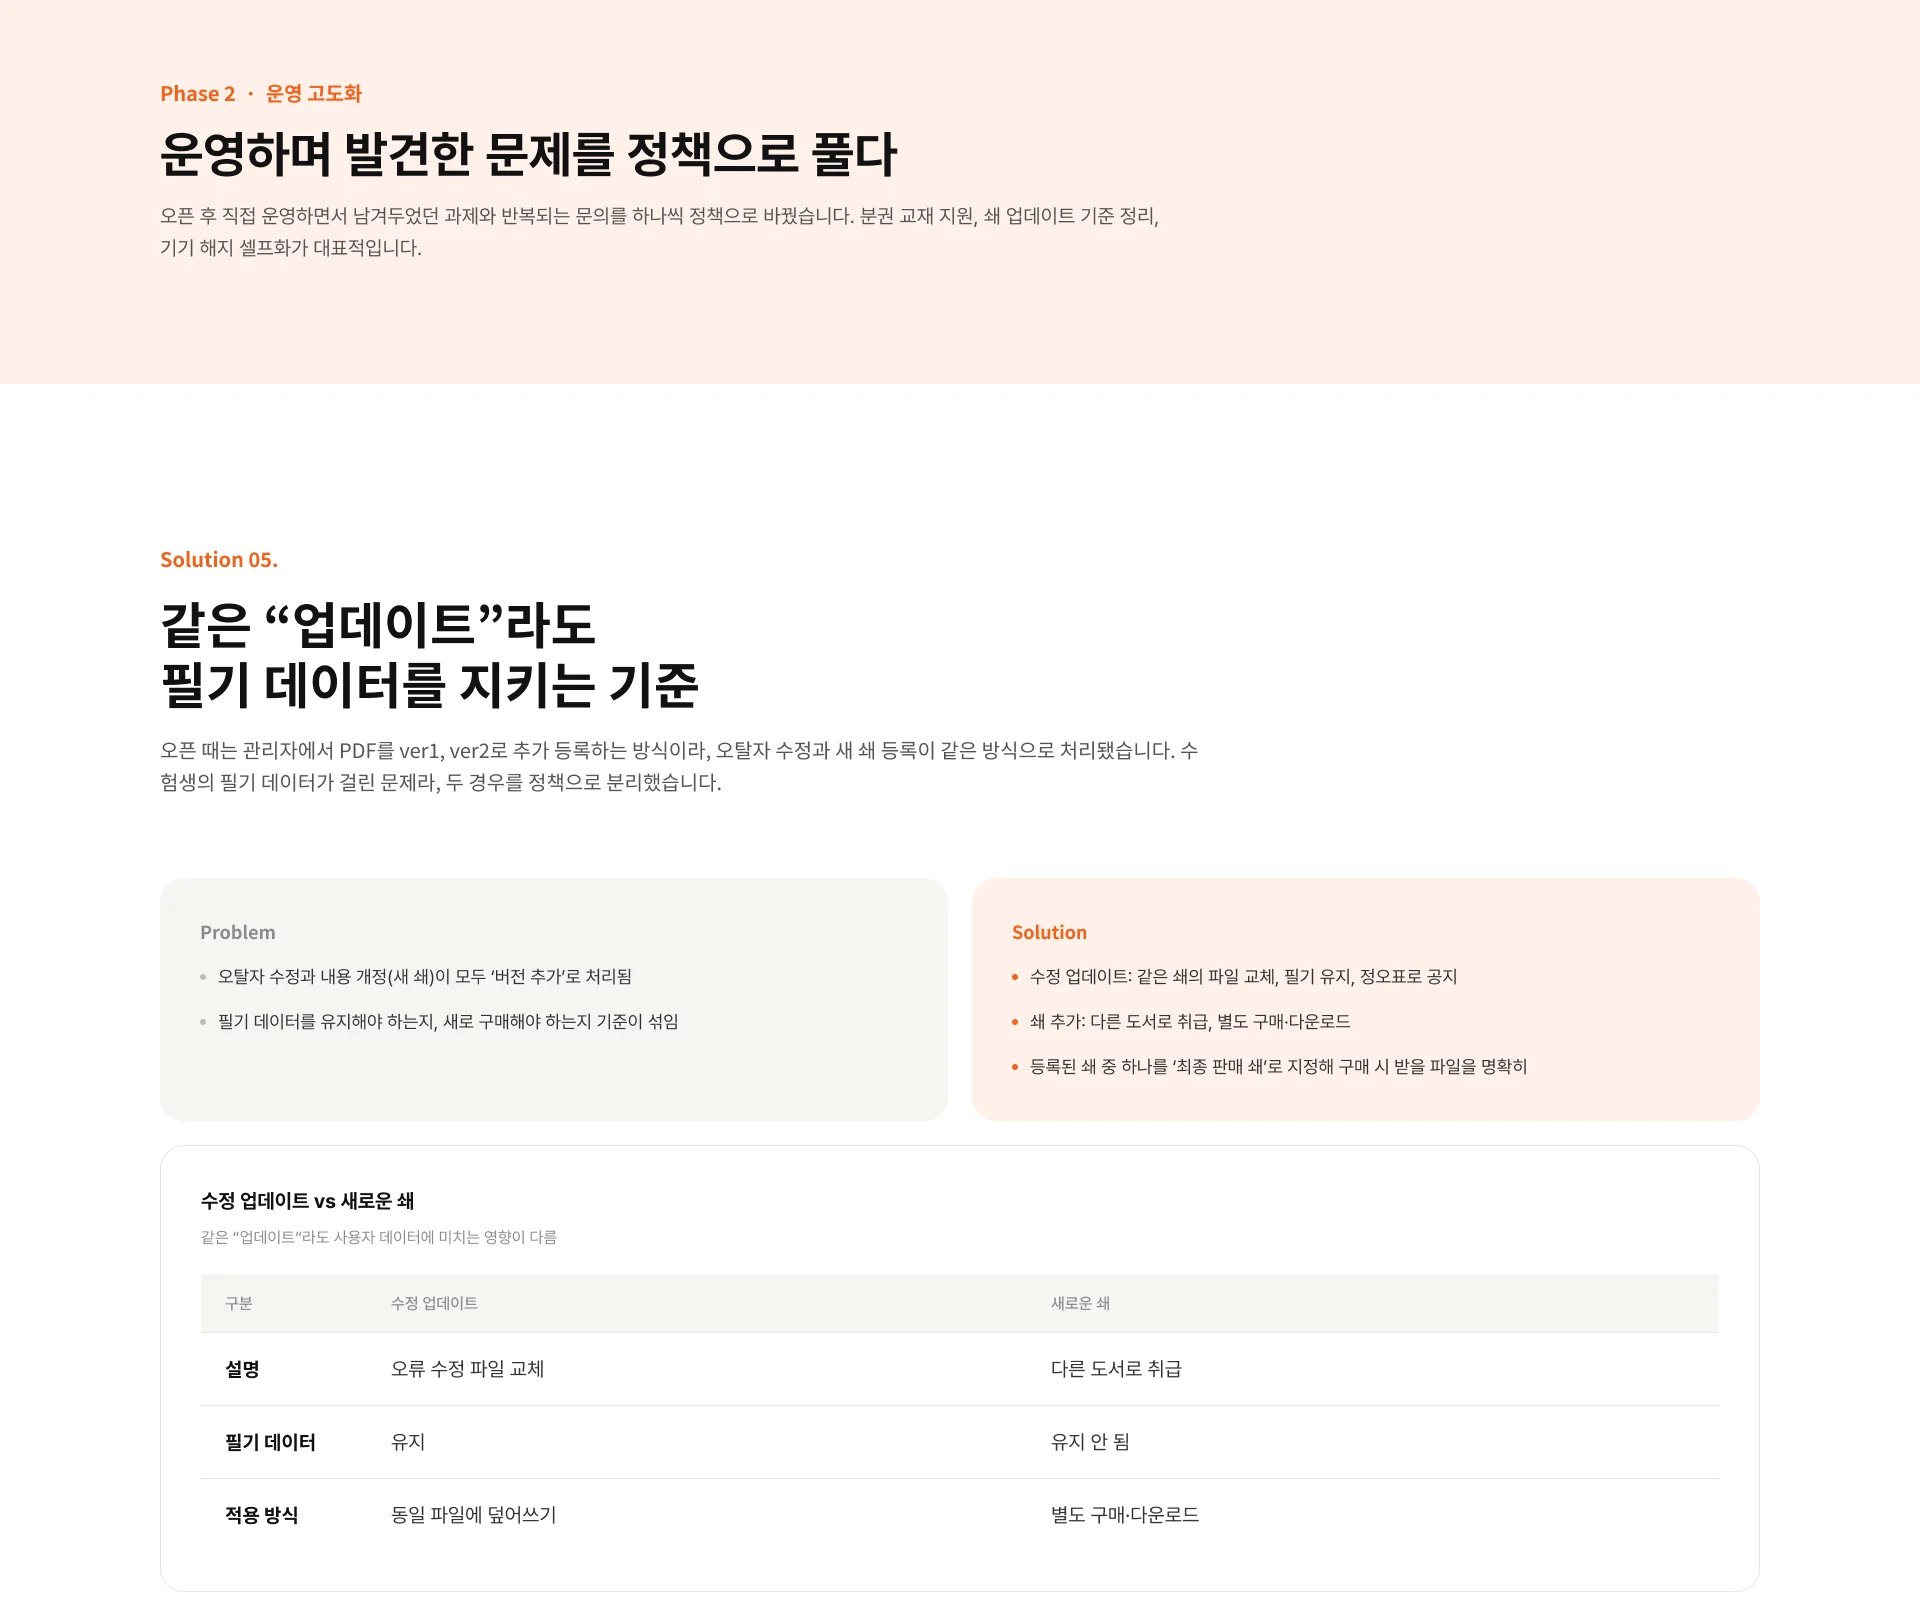 Phase 2 · 운영 고도화
운영하며 발견한 문제를 정책으로 풀다
오픈 후 직접 운영하면서 남겨두었던 과제와 반복되는 문의를 하나씩 정책으로 바꿨습니다. 분권 교재 지원, 쇄 업데이트 기준 정리,
기기 해지 셀프화가 대표적입니다.
Solution 05.
같은 “업데이트”라도
필기 데이터를 지키는 기준
오픈 때는 관리자에서 PDF를 ver1, ver2로 추가 등록하는 방식이라, 오탈자 수정과 새 쇄 등록이 같은 방식으로 처리됐습니다. 수
험생의 필기 데이터가 걸린 문제라, 두 경우를 정책으로 분리했습니다.
Problem
• 오탈자 수정과 내용 개정(새 쇄)이 모두 ‘버전 추가’로 처리됨
• 필기 데이터를 유지해야 하는지, 새로 구매해야 하는지 기준이 섞임
Solution
• 수정 업데이트: 같은 쇄의 파일 교체, 필기 유지, 정오표로 공지
• 쇄 추가: 다른 도서로 취급, 별도 구매·다운로드
• 등록된 쇄 중 하나를 ‘최종 판매 쇄’로 지정해 구매 시 받을 파일을 명확히
수정 업데이트 vs 새로운 쇄
같은 “업데이트”라도 사용자 데이터에 미치는 영향이 다름
구분 수정 업데이트 새로운 쇄
설명 오류 수정 파일 교체 다른 도서로 취급
필기 데이터 유지 유지 안 됨
적용 방식 동일 파일에 덮어쓰기 별도 구매·다운로드